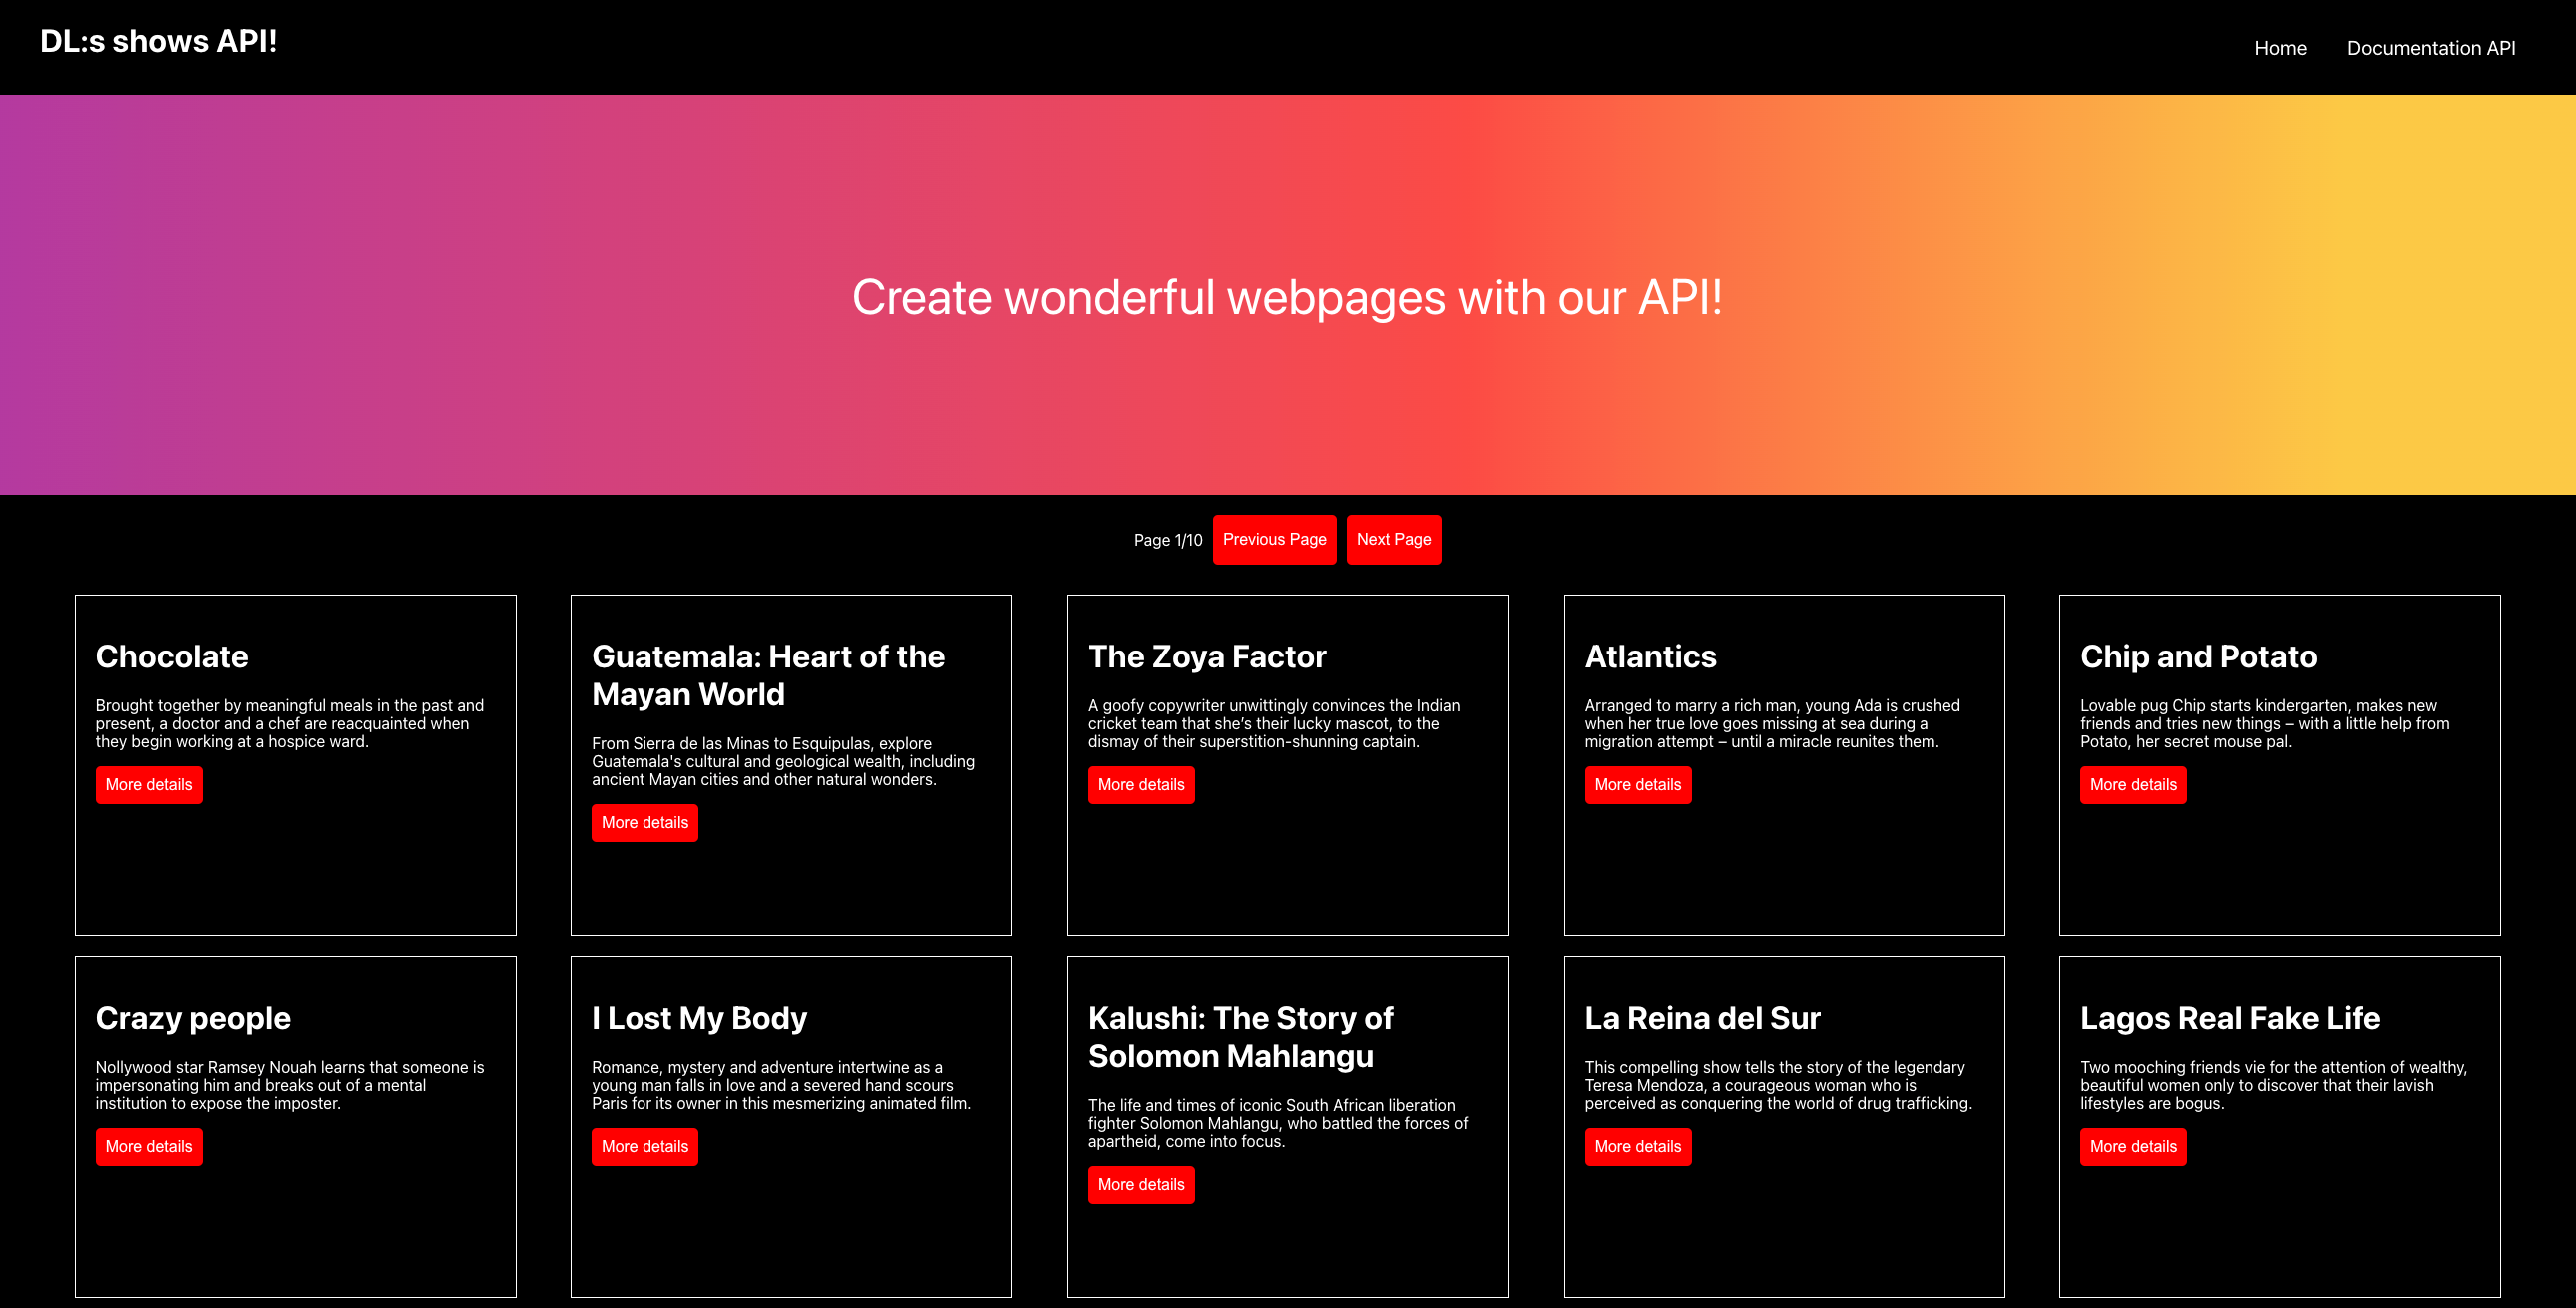 DL:s shows API!
Home
Documentation API
Create wonderful webpages with our API!
Page 1/10
Previous Page
Next Page
Chocolate
Brought together by meaningful meals in the past and
present, a doctor and a chef are reacquainted when
they begin working at a hospice ward.
More details
Guatemala: Heart of the
Mayan World
From Sierra de las Minas to Esquipulas, explore
Guatemala's cultural and geological wealth, including
ancient Mayan cities and other natural wonders.
More details
The Zoya Factor
A goofy copywriter unwittingly convinces the Indian
cricket team that she’s their lucky mascot, to the
dismay of their superstition-shunning captain.
More details
Atlantics
Arranged to marry a rich man, young Ada is crushed
when her true love goes missing at sea during a
migration attempt – until a miracle reunites them.
More details
Chip and Potato
Lovable pug Chip starts kindergarten, makes new
friends and tries new things – with a little help from
Potato, her secret mouse pal.
More details
Crazy people
Nollywood star Ramsey Nouah learns that someone is
impersonating him and breaks out of a mental
institution to expose the imposter.
More details
I Lost My Body
Romance, mystery and adventure intertwine as a
young man falls in love and a severed hand scours
Paris for its owner in this mesmerizing animated film.
More details
Kalushi: The Story of
Solomon Mahlangu
The life and times of iconic South African liberation
fighter Solomon Mahlangu, who battled the forces of
apartheid, come into focus.
More details
La Reina del Sur
This compelling show tells the story of the legendary
Teresa Mendoza, a courageous woman who is
perceived as conquering the world of drug trafficking.
More details
Lagos Real Fake Life
Two mooching friends vie for the attention of wealthy,
beautiful women only to discover that their lavish
lifestyles are bogus.
More details